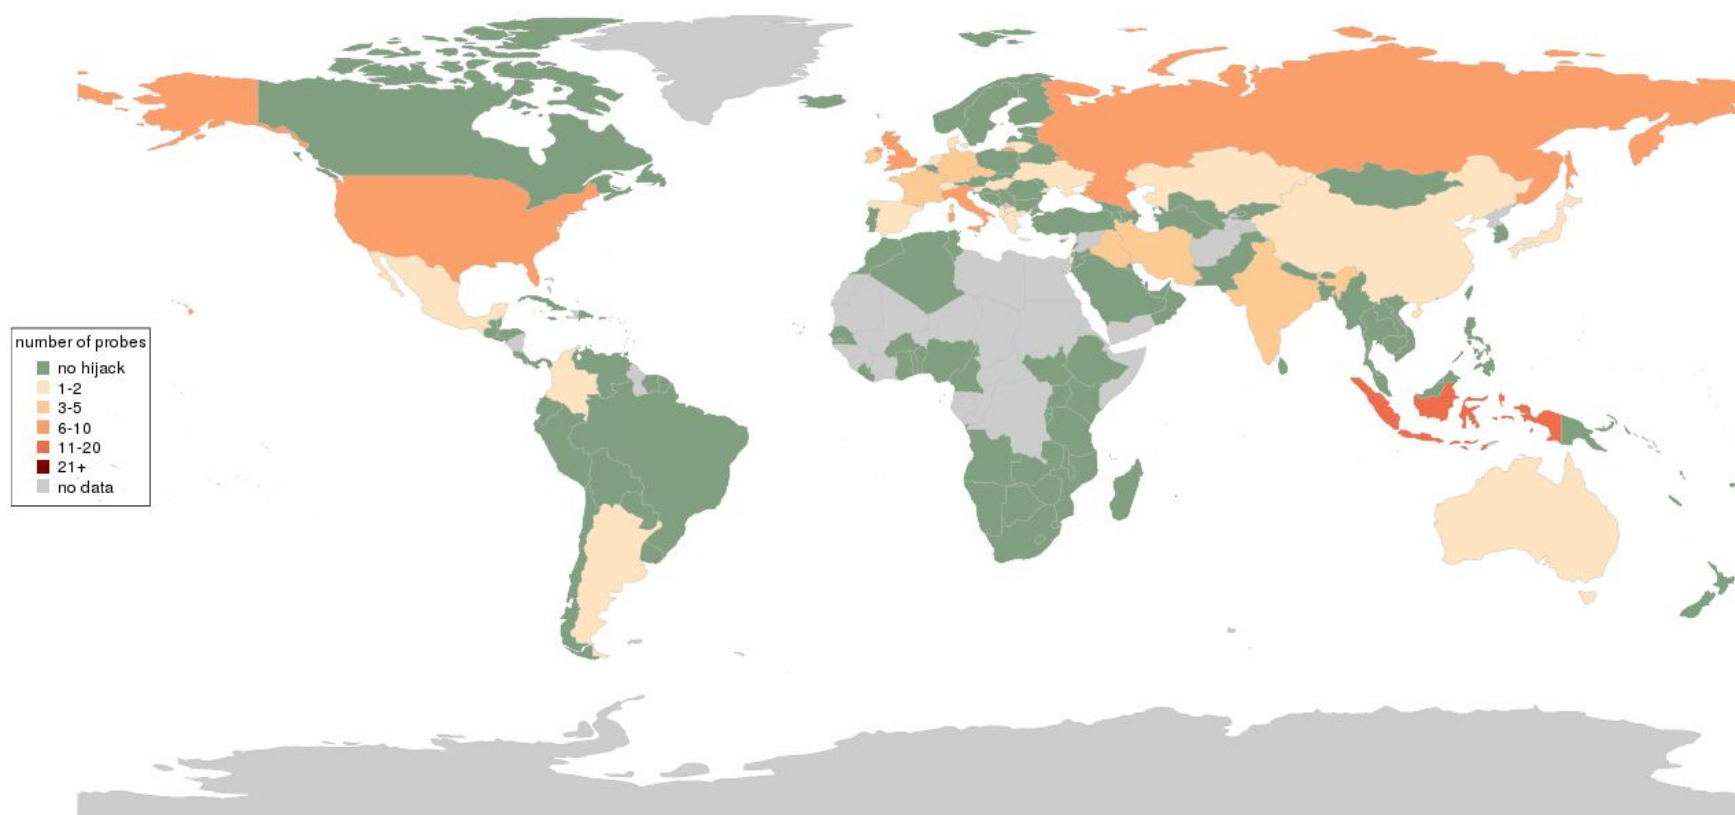 number of probes
no hijack
1-2
3-5
6-10
11-20
21+
no data